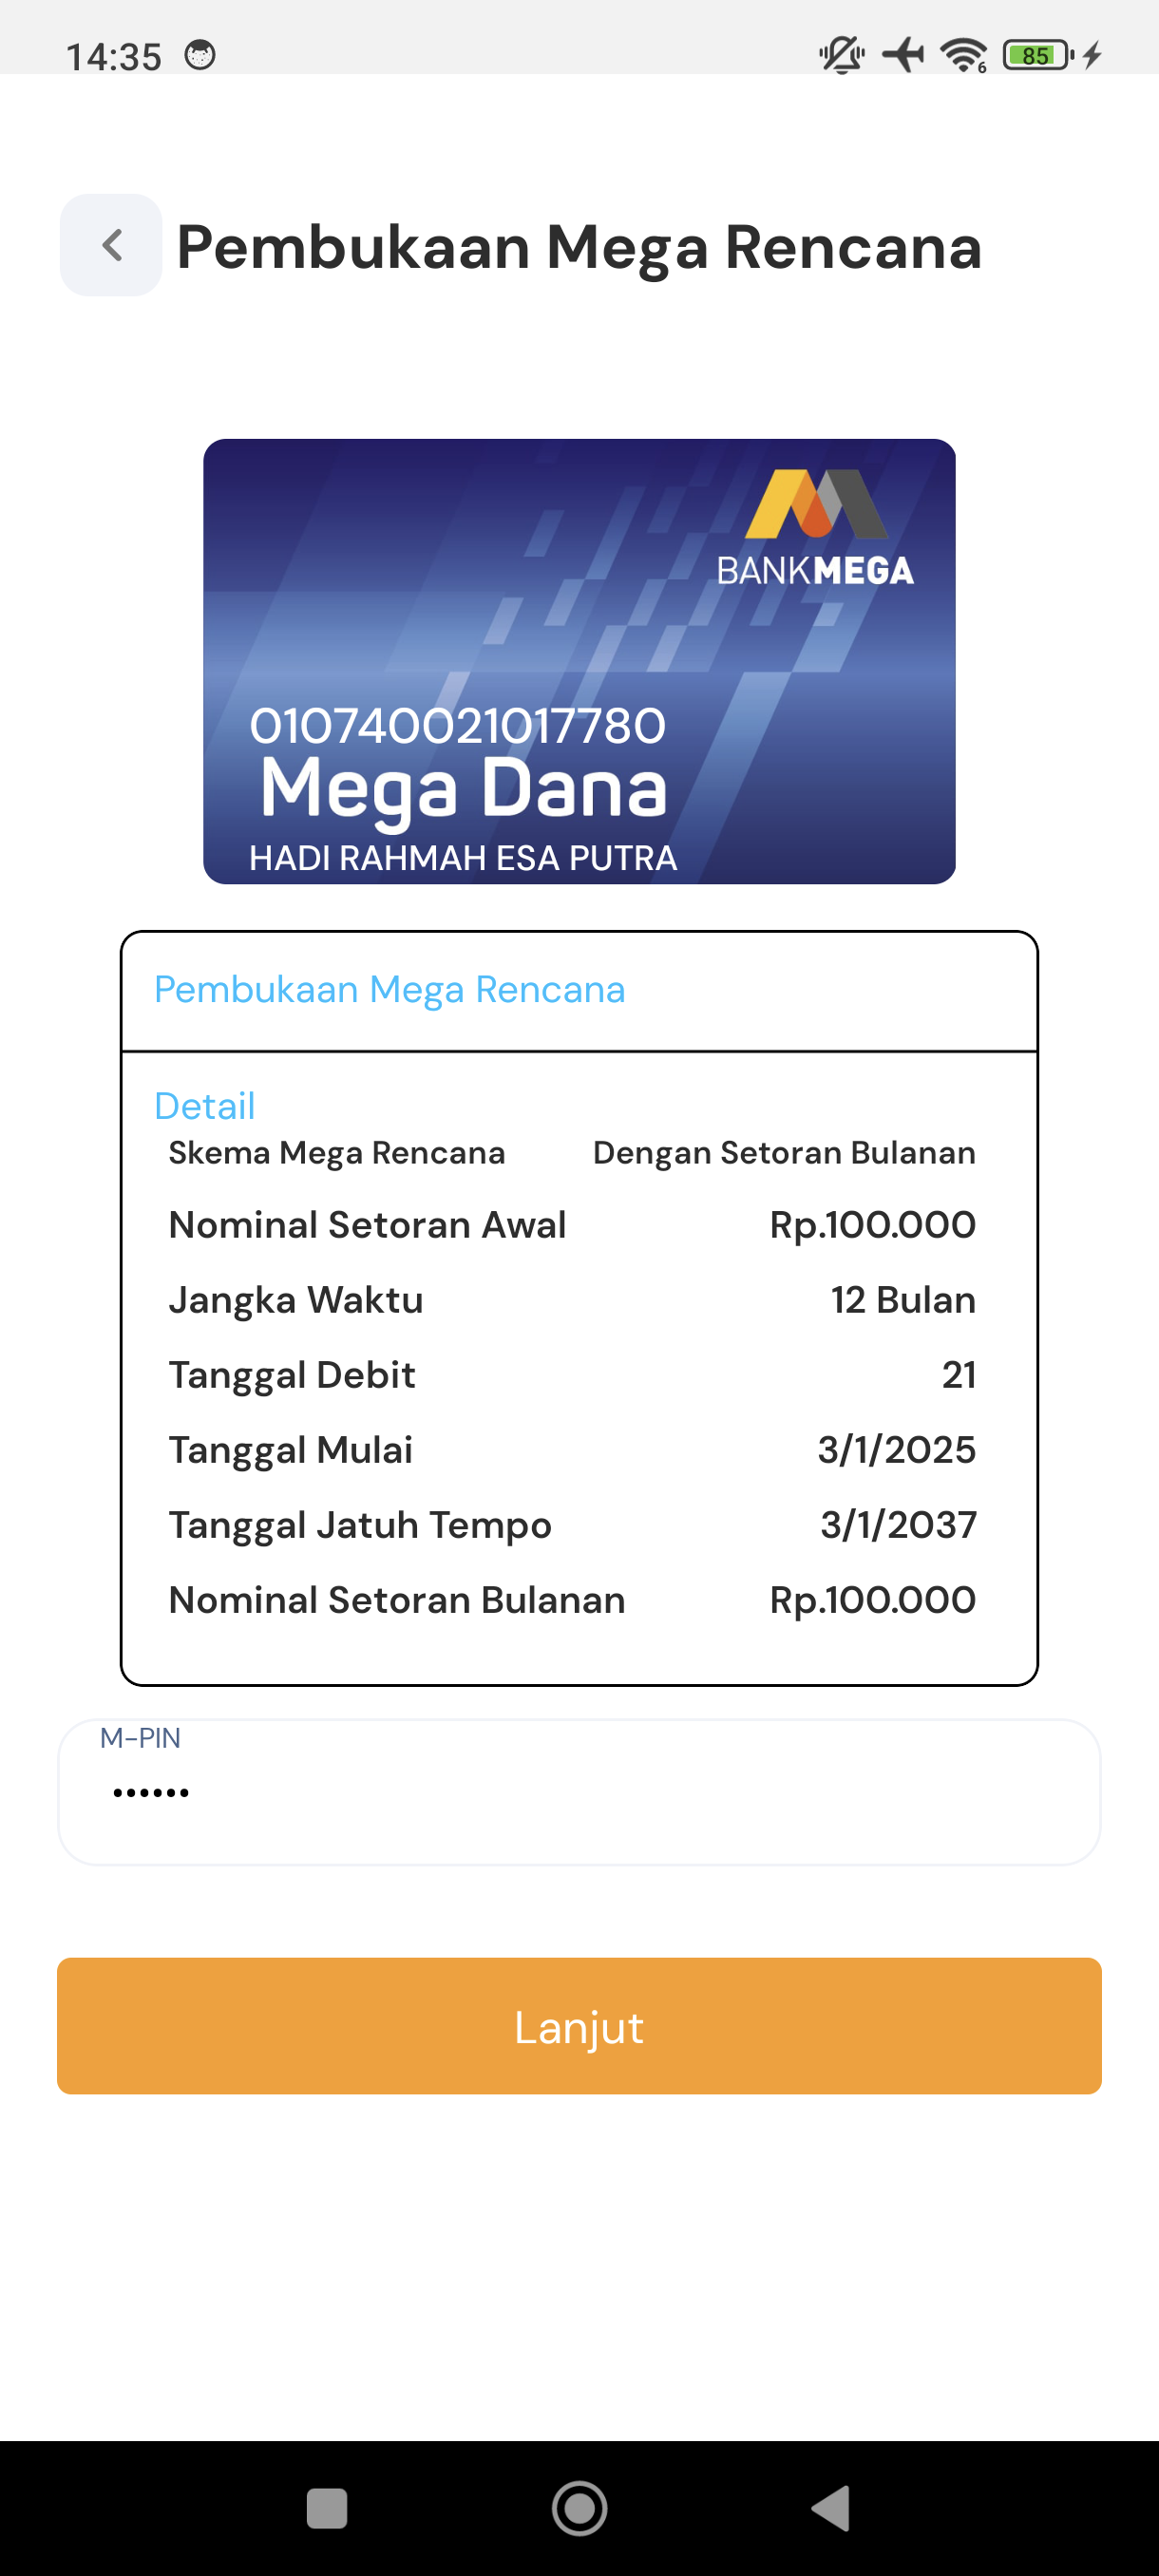 14:35
6
85
Pembukaan Mega Rencana
BANKMEGA
010740021017780
Mega Dana
HADI RAHMAH ESA PUTRA
Pembukaan Mega Rencana
Detail
Skema Mega Rencana Dengan Setoran Bulanan
Nominal Setoran Awal Rp.100.000
Jangka Waktu 12 Bulan
Tanggal Debit 21
Tanggal Mulai 3/1/2025
Tanggal Jatuh Tempo 3/1/2037
Nominal Setoran Bulanan Rp.100.000
M-PIN
••••••
Lanjut